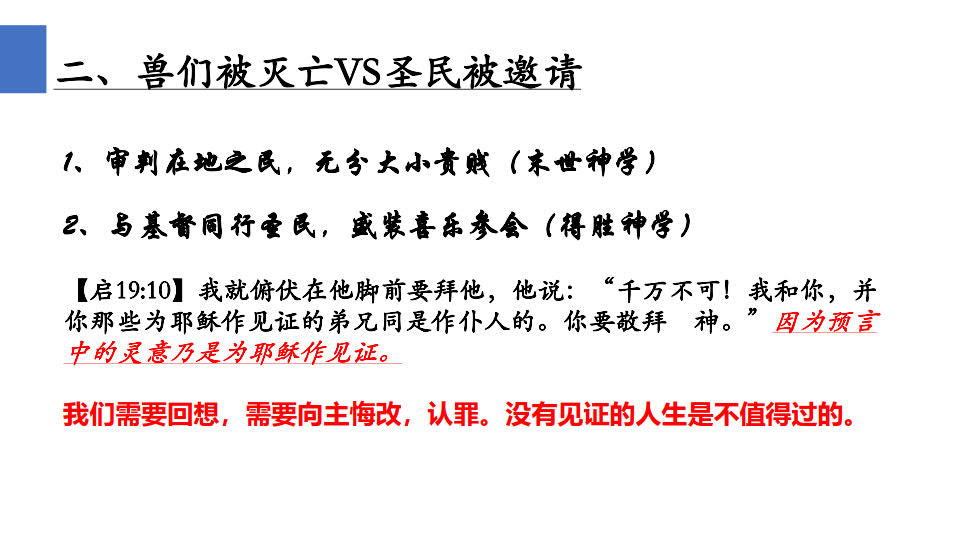 二、兽们被灭亡VS圣民被邀请
1、审判在地之民，无分大小贵贱（末世神学）
2、与基督同行圣民，盛装喜乐参会（得胜神学）
【启19:10】我就俯伏在他脚前要拜他，他说：“千万不可！我和你，并
你那些为耶稣作见证的弟兄同是作仆人的。你要敬拜　神。”因为预言
中的灵意乃是为耶稣作见证。
我们需要回想，需要向主悔改，认罪。没有见证的人生是不值得过的。